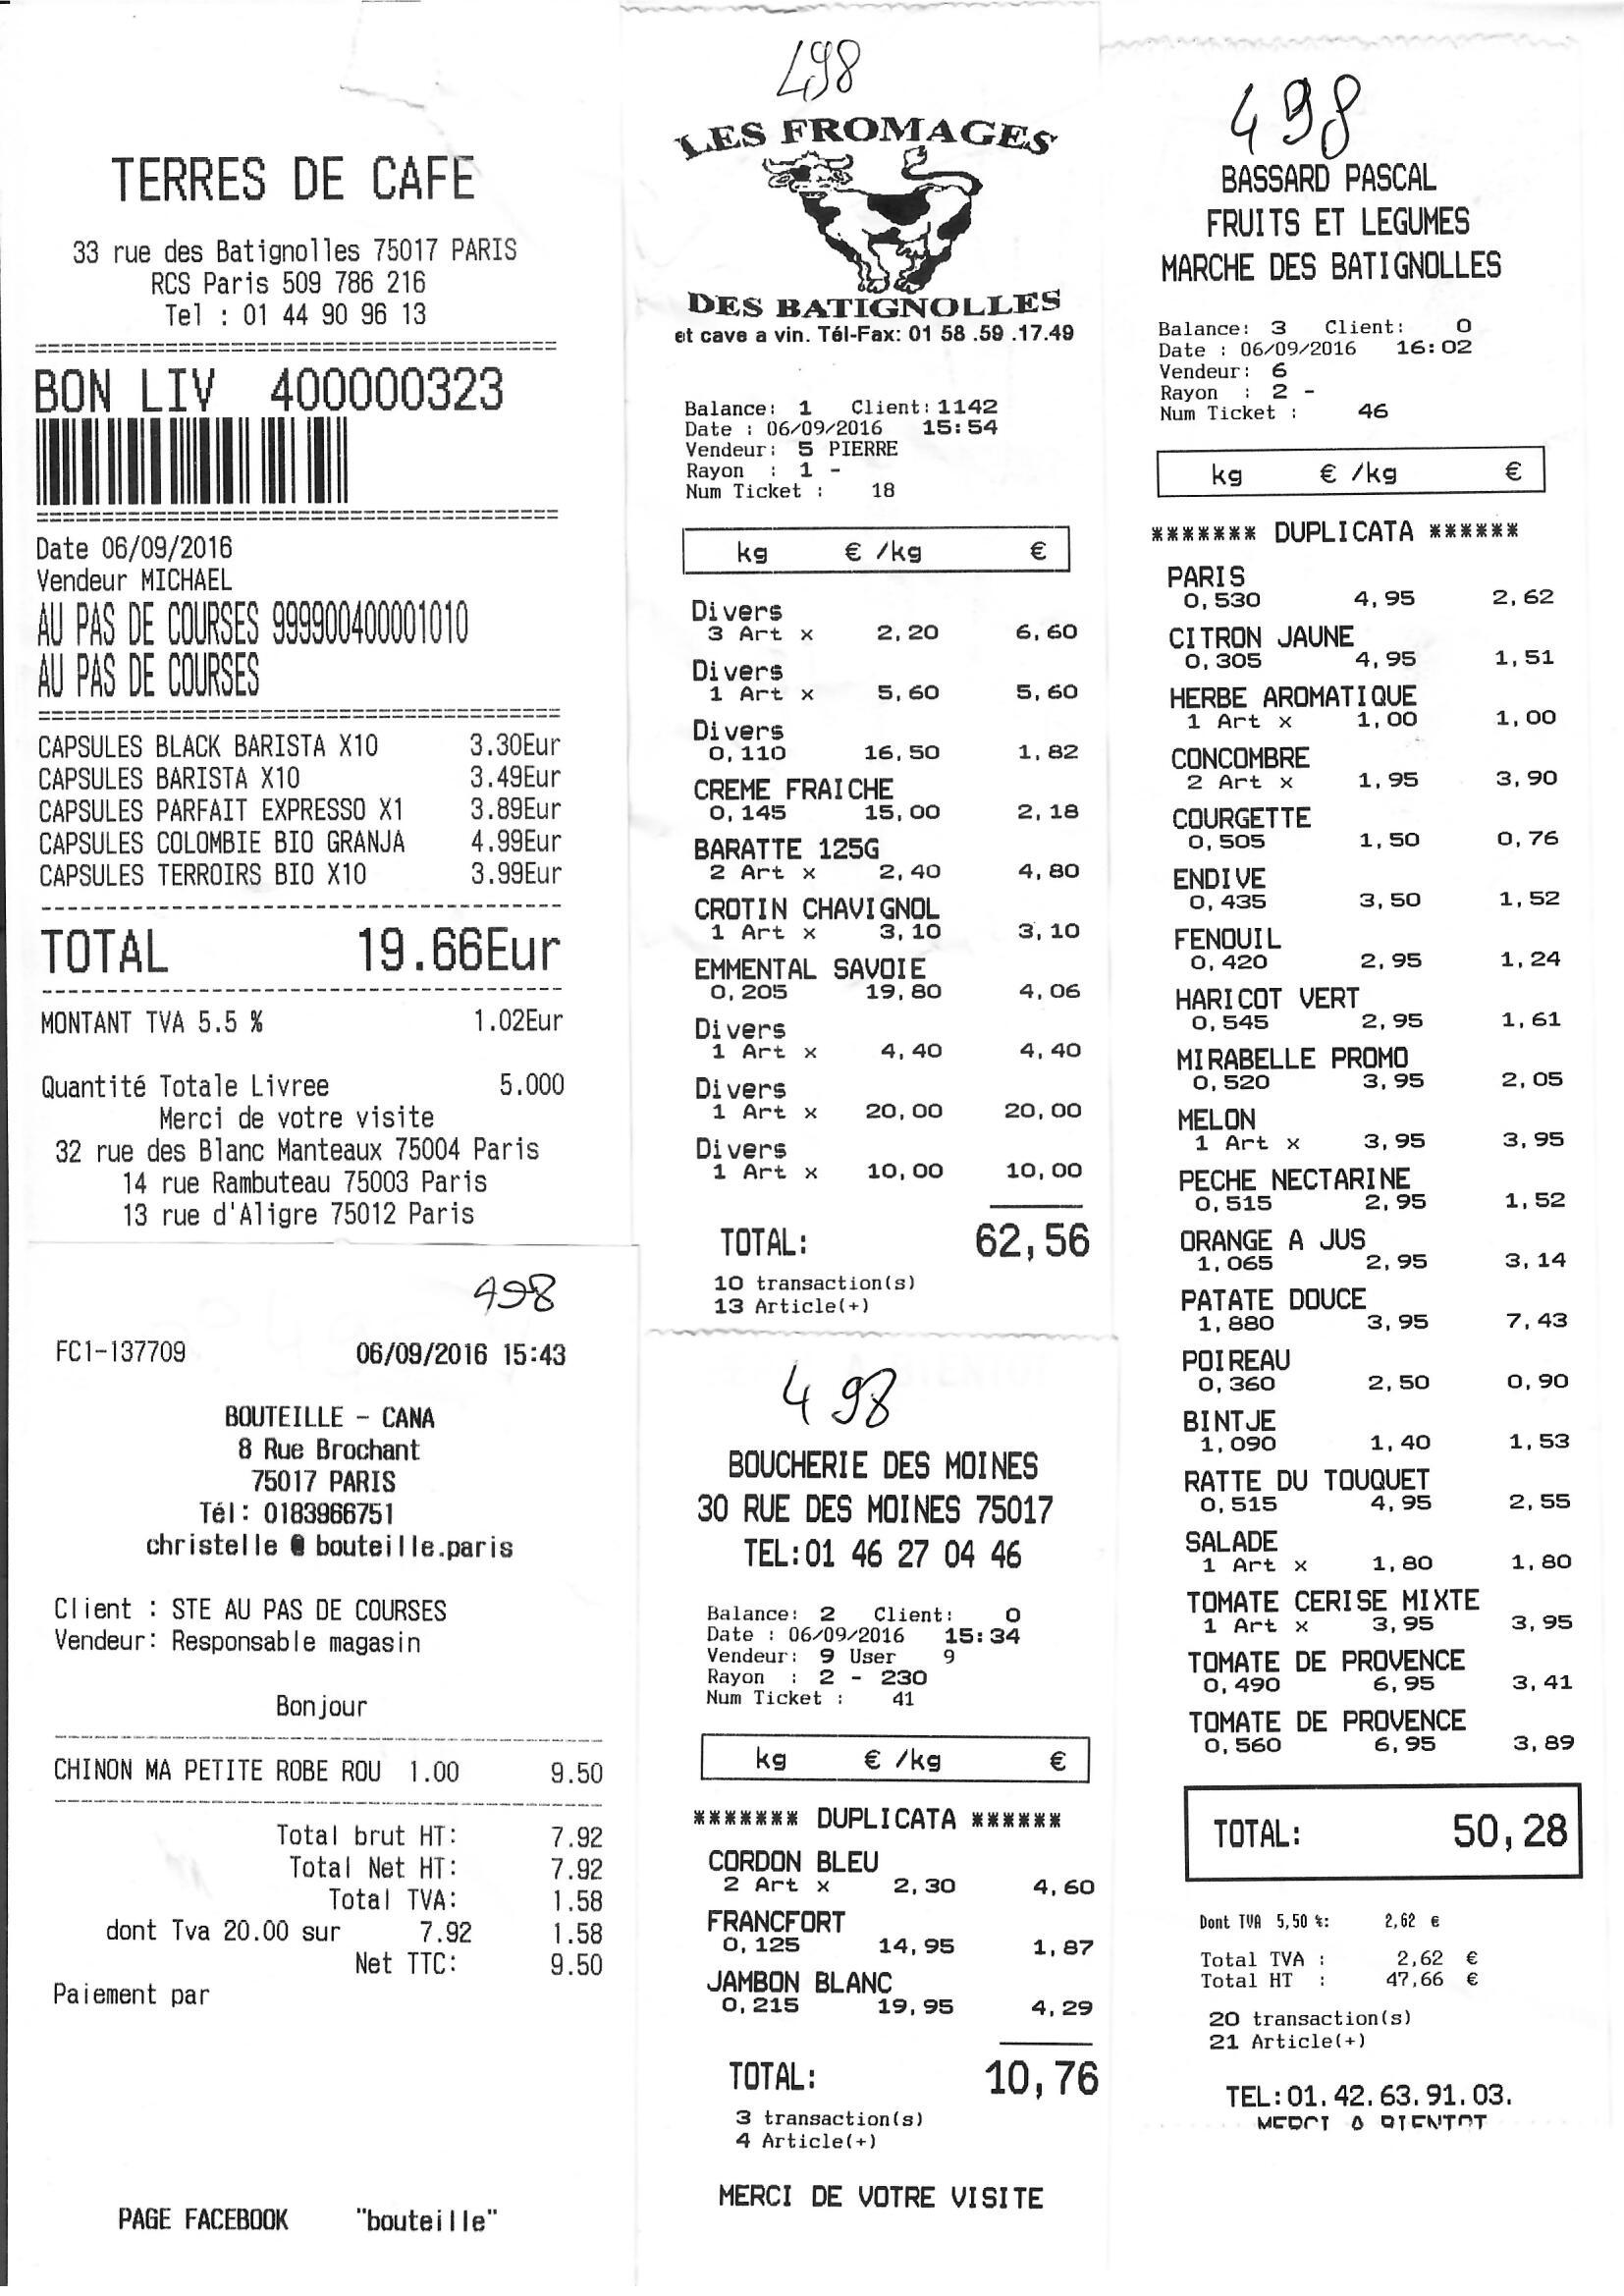 TERRES DE CAFE
33 rue des Batignolles 75017 PARIS
RCS Paris 509 786 216
Tel : 01 44 90 96 13
BON LIV 400000323
Date 06/09/2016
Vendeur MICHAEL
AU PAS DE COURSES 999900400001010
AU PAS DE COURSES
CAPSULES BLACK BARISTA X10 3.30Eur
CAPSULES BARISTA X10 3.49Eur
CAPSULES PARFAIT EXPRESSO X1 3.89Eur
CAPSULES COLOMBIE BIO GRANJA 4.99Eur
CAPSULES TERROIRS BIO X10 3.99Eur
TOTAL 19.66Eur
MONTANT TVA 5.5 % 1.02Eur
Quantité Totale Livree 5.000
Merci de votre visite
32 rue des Blanc Manteaux 75004 Paris
14 rue Rambuteau 75003 Paris
13 rue d'Aligre 75012 Paris
498
FC1-137709 06/09/2016 15:43
BOUTEILLE - CANA
8 Rue Brochant
75017 PARIS
Tél: 0183966751
christelle @ bouteille.paris
Client : STE AU PAS DE COURSES
Vendeur: Responsable magasin
Bonjour
CHINON MA PETITE ROBE ROU 1.00 9.50
Total brut HT: 7.92
Total Net HT: 7.92
Total TVA: 1.58
dont Tva 20.00 sur 7.92 1.58
Net TTC: 9.50
Paiement par
PAGE FACEBOOK "bouteille"
498
LES FROMAGES
DES BATIGNOLLES
et cave a vin. Tél-Fax: 01 58 .59 .17.49
Balance: 1 Client: 1142
Date : 06/09/2016 15:54
Vendeur: 5 PIERRE
Rayon : 1 -
Num Ticket : 18
kg € /kg €
Divers
3 Art x 2,20 6,60
Divers
1 Art x 5,60 5,60
Divers
0,110 16,50 1,82
CREME FRAICHE
0,145 15,00 2,18
BARATTE 125G
2 Art x 2,40 4,80
CROTIN CHAVIGNOL
1 Art x 3,10 3,10
EMMENTAL SAVOIE
0,205 19,80 4,06
Divers
1 Art x 4,40 4,40
Divers
1 Art x 20,00 20,00
Divers
1 Art x 10,00 10,00
TOTAL: 62,56
10 transaction(s)
13 Article(+)
498
BOUCHERIE DES MOINES
30 RUE DES MOINES 75017
TEL:01 46 27 04 46
Balance: 2 Client: 0
Date : 06/09/2016 15:34
Vendeur: 9 User 9
Rayon : 2 - 230
Num Ticket : 41
kg € /kg €
******* DUPLICATA ******
CORDON BLEU
2 Art x 2,30 4,60
FRANCFORT
0,125 14,95 1,87
JAMBON BLANC
0,215 19,95 4,29
TOTAL: 10,76
3 transaction(s)
4 Article(+)
MERCI DE VOTRE VISITE
498
BASSARD PASCAL
FRUITS ET LEGUMES
MARCHE DES BATIGNOLLES
Balance: 3 Client: 0
Date : 06/09/2016 16:02
Vendeur: 6
Rayon : 2 -
Num Ticket : 46
kg € /kg €
******* DUPLICATA ******
PARIS
0,530 4,95 2,62
CITRON JAUNE
0,305 4,95 1,51
HERBE AROMATIQUE
1 Art x 1,00 1,00
CONCOMBRE
2 Art x 1,95 3,90
COURGETTE
0,505 1,50 0,76
ENDIVE
0,435 3,50 1,52
FENOUIL
0,420 2,95 1,24
HARICOT VERT
0,545 2,95 1,61
MIRABELLE PROMO
0,520 3,95 2,05
MELON
1 Art x 3,95 3,95
PECHE NECTARINE
0,515 2,95 1,52
ORANGE A JUS
1,065 2,95 3,14
PATATE DOUCE
1,880 3,95 7,43
POIREAU
0,360 2,50 0,90
BINTJE
1,090 1,40 1,53
RATTE DU TOUQUET
0,515 4,95 2,55
SALADE
1 Art x 1,80 1,80
TOMATE CERISE MIXTE
1 Art x 3,95 3,95
TOMATE DE PROVENCE
0,490 6,95 3,41
TOMATE DE PROVENCE
0,560 6,95 3,89
TOTAL: 50,28
Dont TVA 5,50 %: 2,62 €
Total TVA : 2,62 €
Total HT : 47,66 €
20 transaction(s)
21 Article(+)
TEL:01.42.63.91.03.
MERCI A BIENTOT